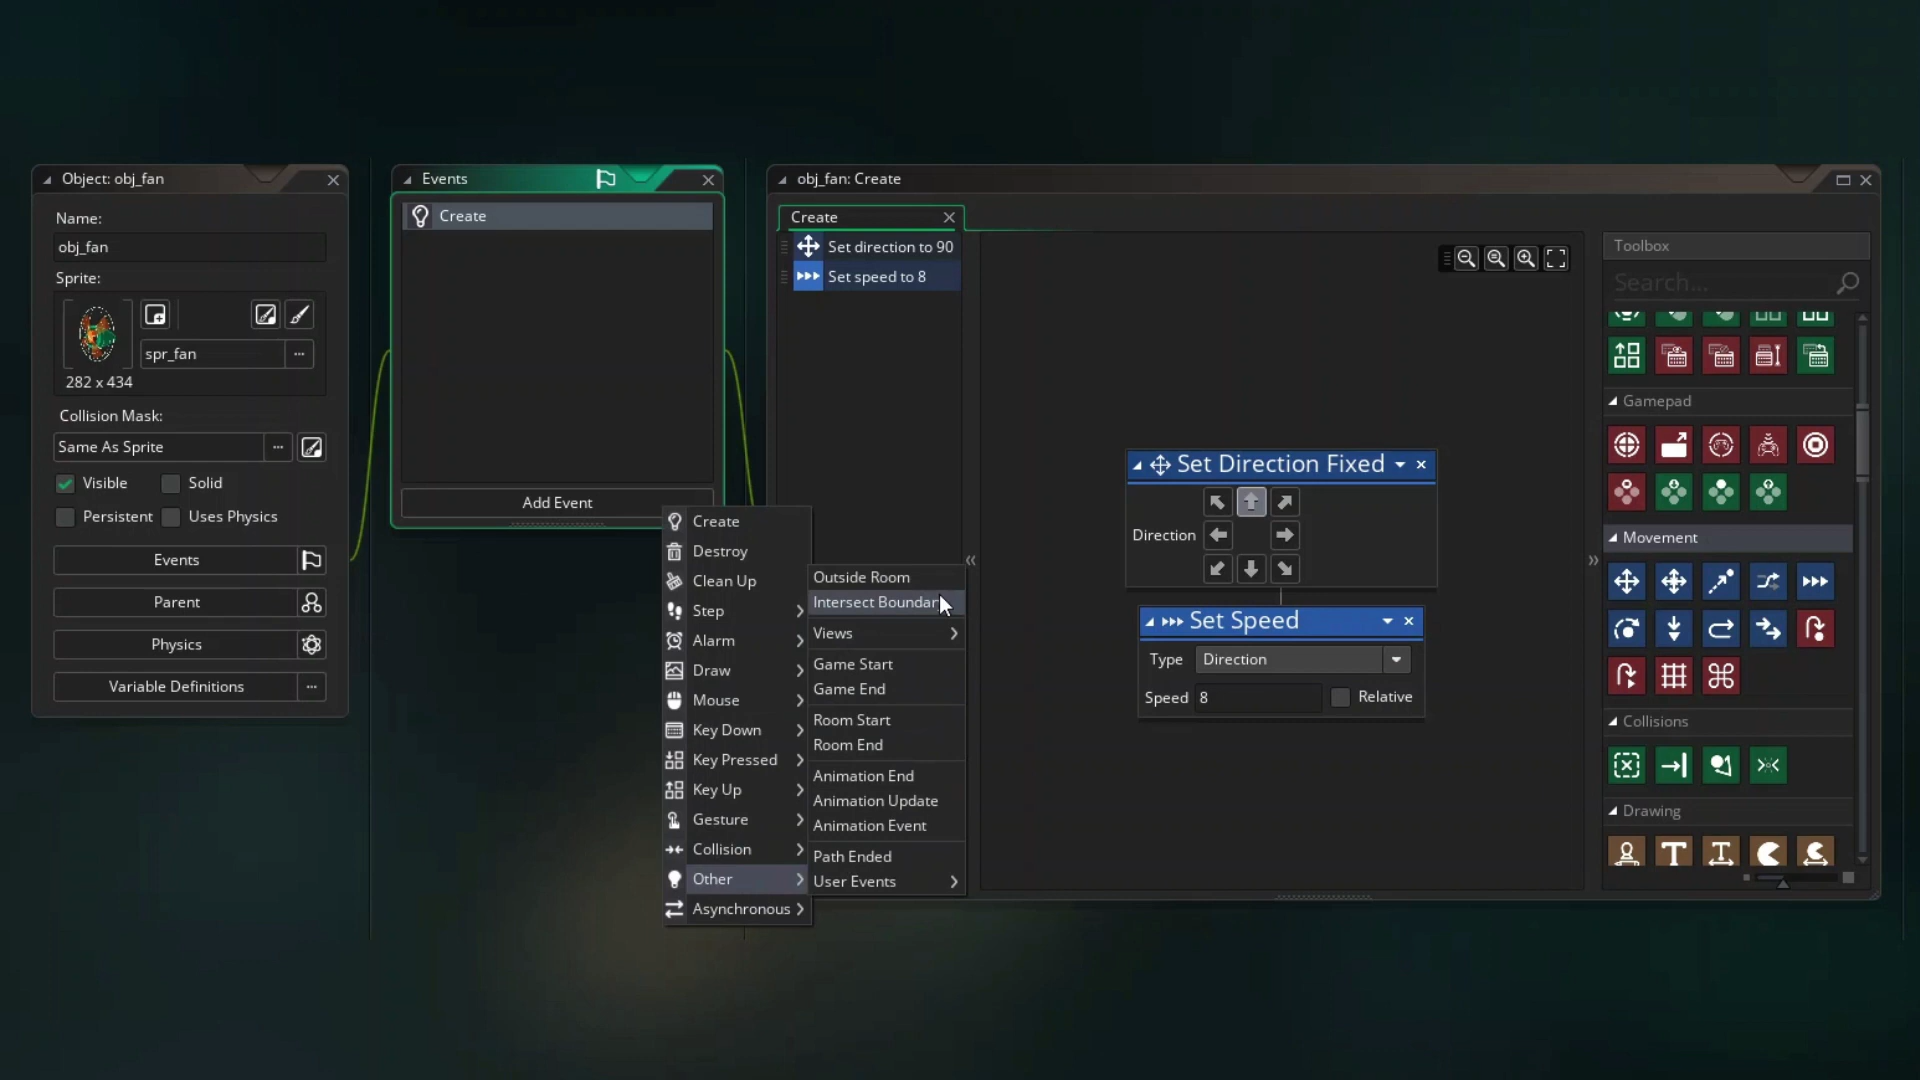 Object: obj_fan
Name:
obj_fan
Sprite:
spr_fan
282 x 434
Collision Mask:
Same As Sprite
Visible
Solid
Persistent
Uses Physics
Events
Parent
Physics
Variable Definitions
Events
Create
Add Event
Create
Destroy
Clean Up
Step
Alarm
Draw
Mouse
Key Down
Key Pressed
Key Up
Gesture
Collision
Other
Asynchronous
Outside Room
Intersect Boundar
Views
Game Start
Game End
Room Start
Room End
Animation End
Animation Update
Animation Event
Path Ended
User Events
obj_fan: Create
Create
Set direction to 90
Set speed to 8
Set Direction Fixed
Direction
Set Speed
Type
Direction
Speed
8
Relative
Toolbox
Search...
Gamepad
Movement
Collisions
Drawing